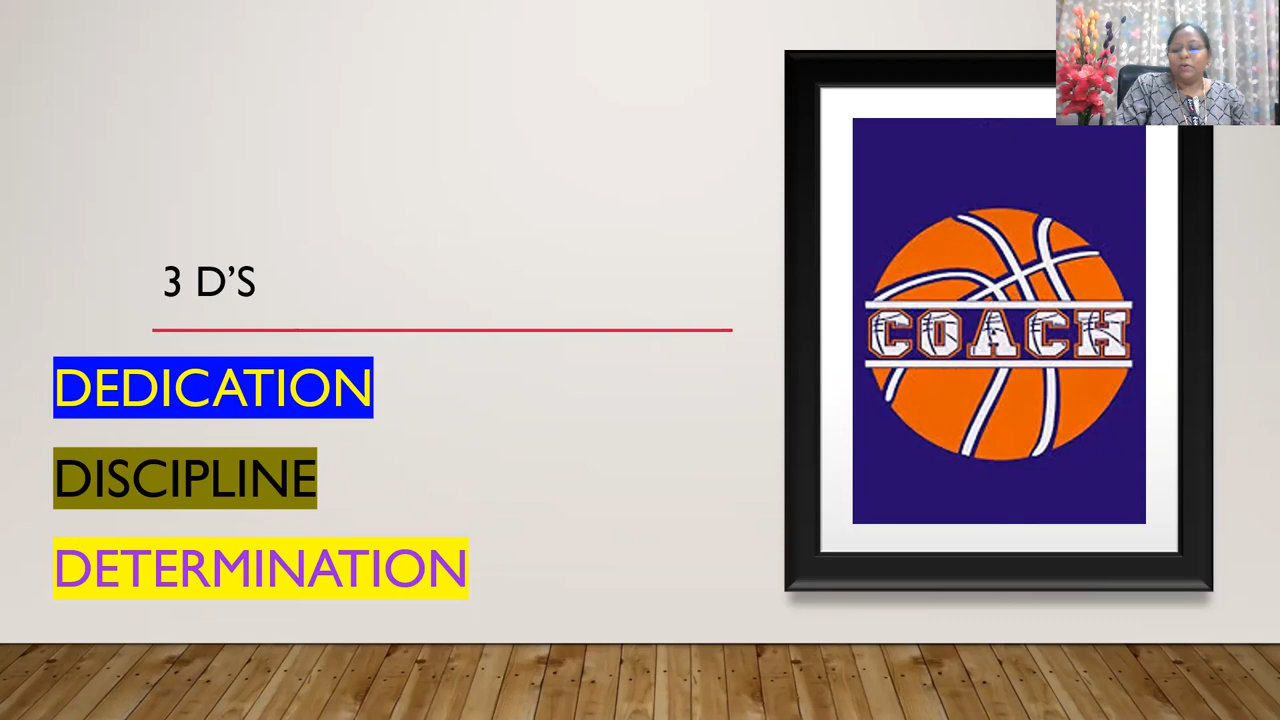 3 D’S
DEDICATION
DISCIPLINE
DETERMINATION
COACH